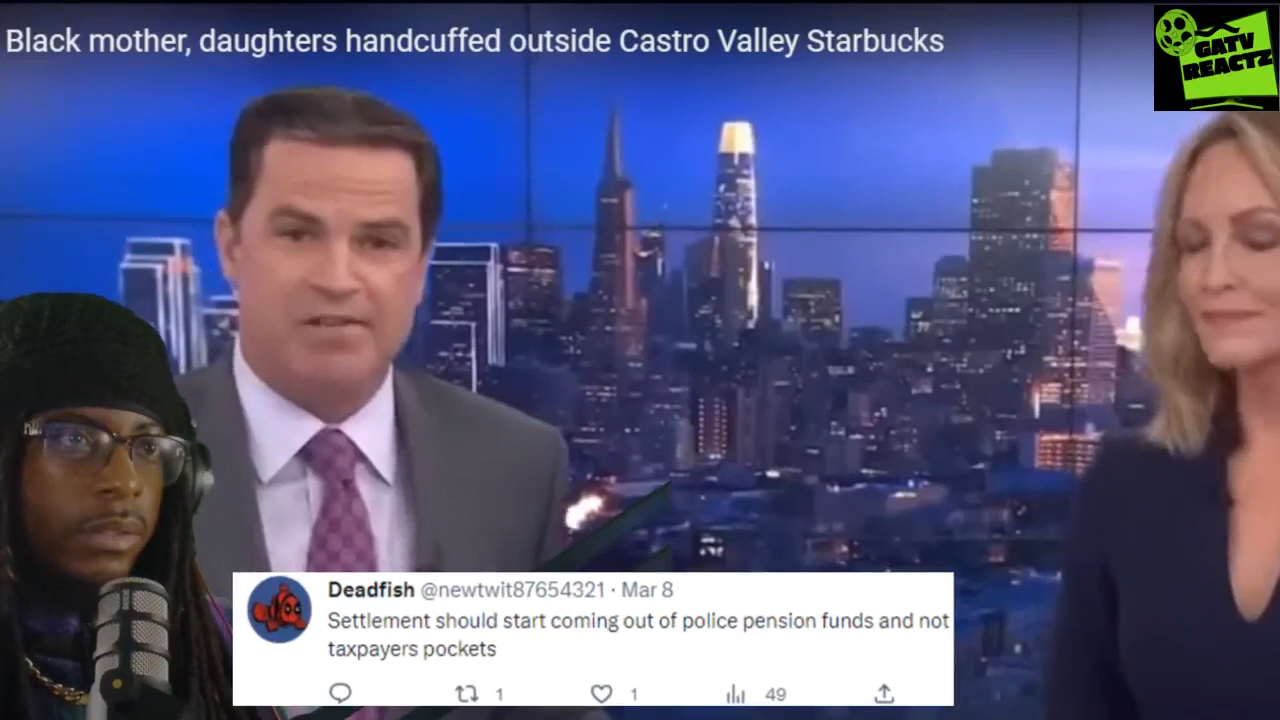 Black mother, daughters handcuffed outside Castro Valley Starbucks
GATV
REACTZ
Deadfish @newtwit87654321 · Mar 8
Settlement should start coming out of police pension funds and not
taxpayers pockets
1
1
49